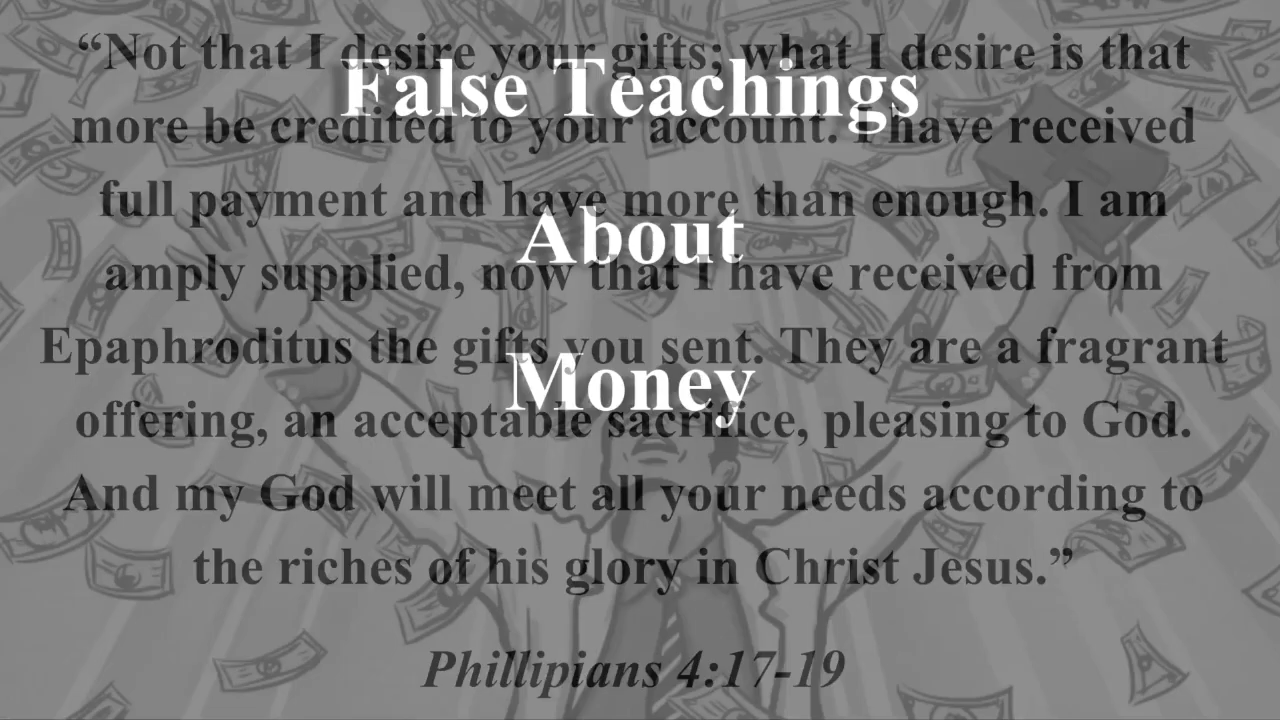 False Teachings
About
Money
“Not that I desire your gifts; what I desire is that
more be credited to your account. I have received
full payment and have more than enough. I am
amply supplied, now that I have received from
Epaphroditus the gifts you sent. They are a fragrant
offering, an acceptable sacrifice, pleasing to God.
And my God will meet all your needs according to
the riches of his glory in Christ Jesus.”
Phillipians 4:17-19